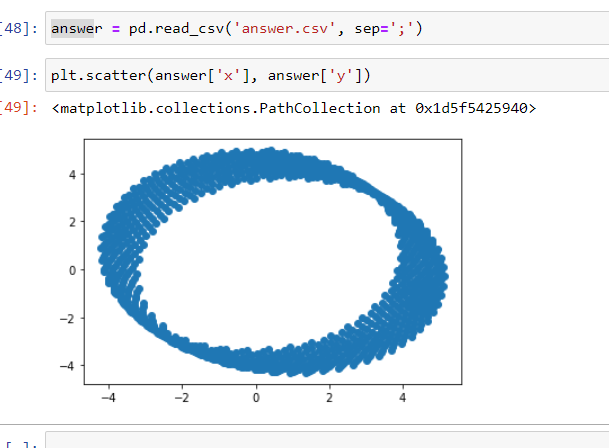 [48]: answer = pd.read_csv('answer.csv', sep=';')
[49]: plt.scatter(answer['x'], answer['y'])
[49]: <matplotlib.collections.PathCollection at 0x1d5f5425940>
4
2
0
−2
−4
−4 −2 0 2 4
[ ]: